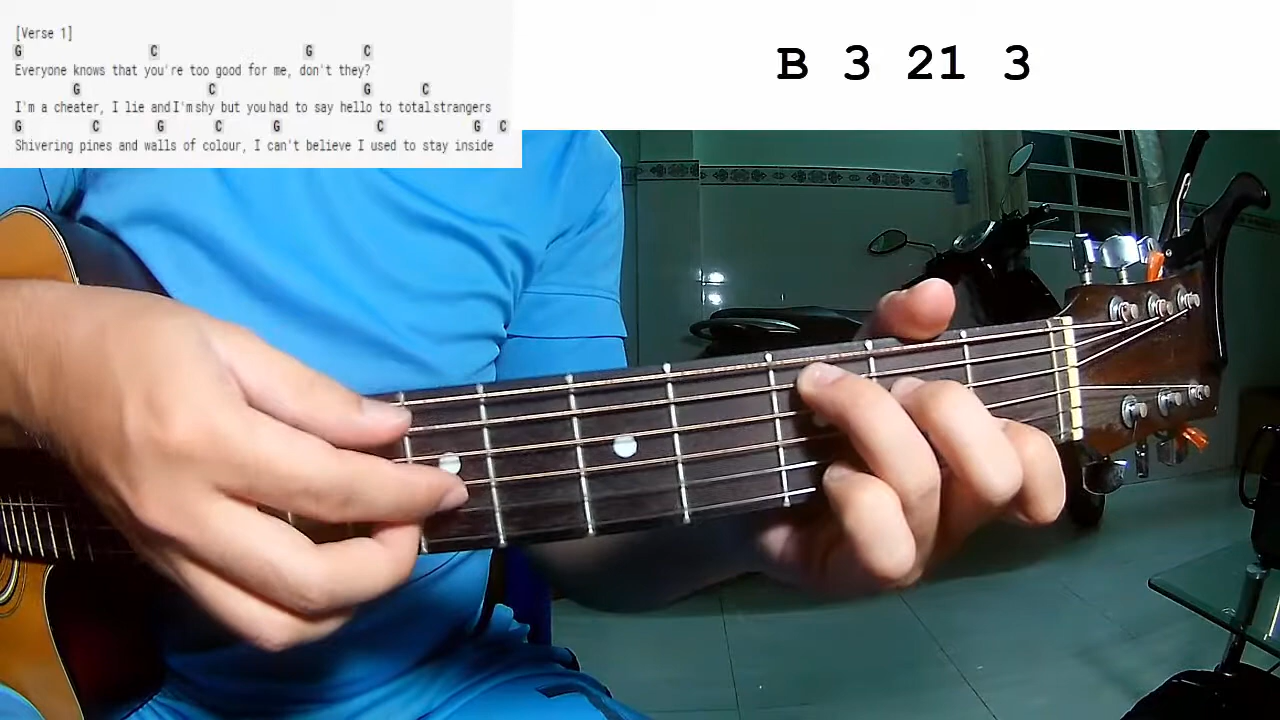 [Verse 1]
G C G C
Everyone knows that you're too good for me, don't they?
G C G C
I'm a cheater, I lie and I'm shy but you had to say hello to total strangers
G C G C G C G C
Shivering pines and walls of colour, I can't believe I used to stay inside
B 3 21 3